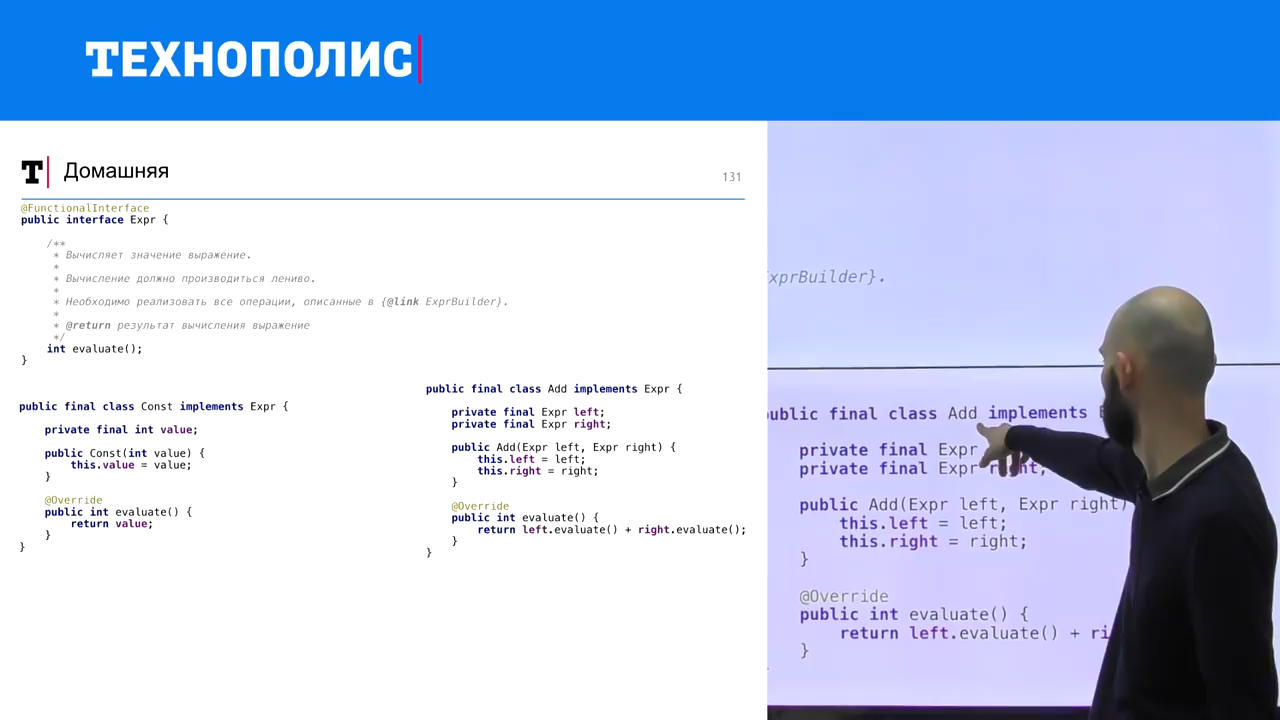 ТЕХНОПОЛИС
Т Домашняя
131
@FunctionalInterface
public interface Expr {
/**
* Вычисляет значение выражение.
*
* Вычисление должно производиться лениво.
*
* Необходимо реализовать все операции, описанные в {@link ExprBuilder}.
*
* @return результат вычисления выражение
*/
int evaluate();
}
public final class Const implements Expr {
private final int value;
public Const(int value) {
this.value = value;
}
@Override
public int evaluate() {
return value;
}
}
public final class Add implements Expr {
private final Expr left;
private final Expr right;
public Add(Expr left, Expr right) {
this.left = left;
this.right = right;
}
@Override
public int evaluate() {
return left.evaluate() + right.evaluate();
}
}
xprBuilder}.
ublic final class Add implements E
private final Expr
private final Expr right;
public Add(Expr left, Expr right)
this.left = left;
this.right = right;
}
@Override
public int evaluate() {
return left.evaluate() + ri
}